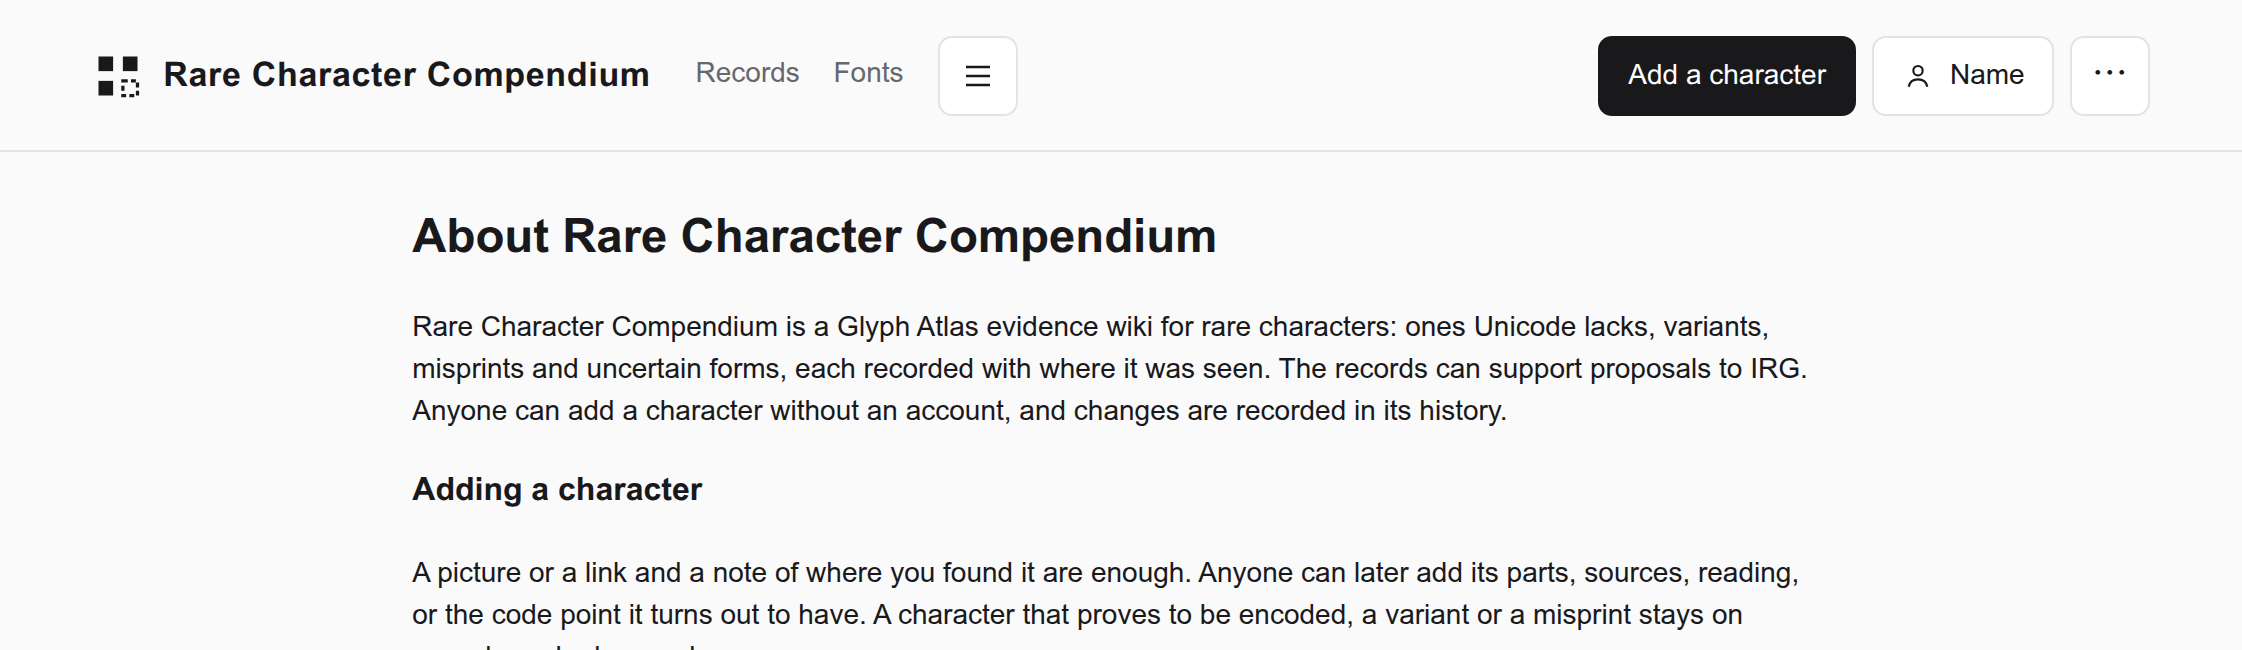 Rare Character Compendium Records Fonts Add a character Name ...
About Rare Character Compendium
Rare Character Compendium is a Glyph Atlas evidence wiki for rare characters: ones Unicode lacks, variants,
misprints and uncertain forms, each recorded with where it was seen. The records can support proposals to IRG.
Anyone can add a character without an account, and changes are recorded in its history.
Adding a character
A picture or a link and a note of where you found it are enough. Anyone can later add its parts, sources, reading,
or the code point it turns out to have. A character that proves to be encoded, a variant or a misprint stays on